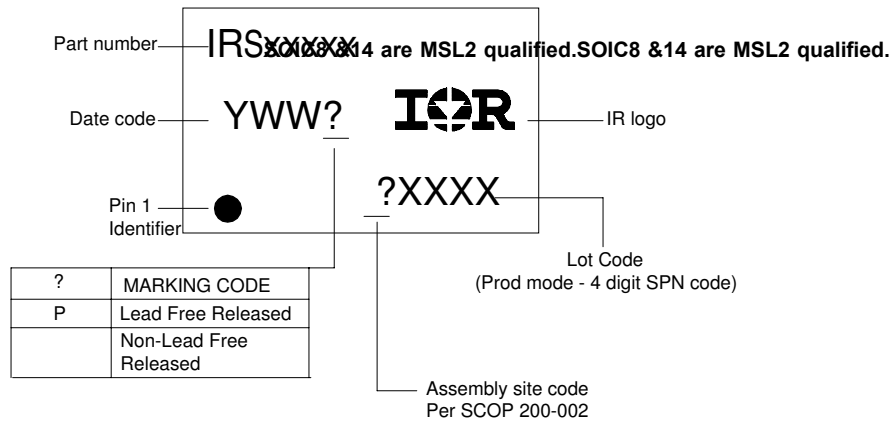 Part number
IRSxxxxx
SOIC8 &14 are MSL2 qualified.SOIC8 &14 are MSL2 qualified.
Date code
YWW?
IOR
IR logo
?XXXX
Pin 1
Identifier
Lot Code
(Prod mode - 4 digit SPN code)
? MARKING CODE
P Lead Free Released
Non-Lead Free
Released
Assembly site code
Per SCOP 200-002